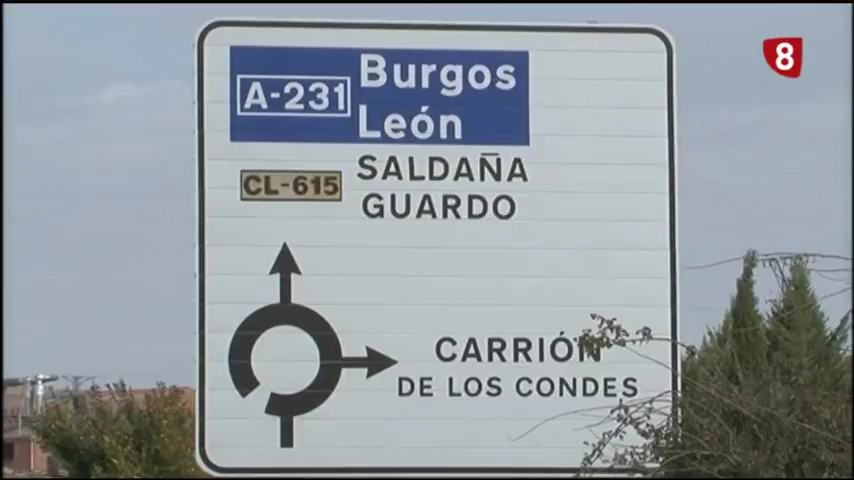 8
A-231 Burgos
León
CL-615 SALDAÑA
GUARDO
CARRIÓN
DE LOS CONDES